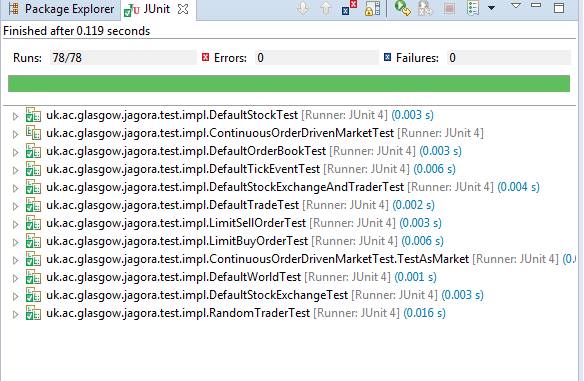 Package Explorer JUnit
Finished after 0.119 seconds
Runs: 78/78 Errors: 0 Failures: 0
uk.ac.glasgow.jagora.test.impl.DefaultStockTest [Runner: JUnit 4] (0.003 s)
uk.ac.glasgow.jagora.test.impl.ContinuousOrderDrivenMarketTest [Runner: JUnit 4]
uk.ac.glasgow.jagora.test.impl.DefaultOrderBookTest [Runner: JUnit 4] (0.003 s)
uk.ac.glasgow.jagora.test.impl.DefaultTickEventTest [Runner: JUnit 4] (0.006 s)
uk.ac.glasgow.jagora.test.impl.DefaultStockExchangeAndTraderTest [Runner: JUnit 4] (0.004 s)
uk.ac.glasgow.jagora.test.impl.DefaultTradeTest [Runner: JUnit 4] (0.002 s)
uk.ac.glasgow.jagora.test.impl.LimitSellOrderTest [Runner: JUnit 4] (0.003 s)
uk.ac.glasgow.jagora.test.impl.LimitBuyOrderTest [Runner: JUnit 4] (0.006 s)
uk.ac.glasgow.jagora.test.impl.ContinuousOrderDrivenMarketTest.TestAsMarket [Runner: JUnit 4] (0.
uk.ac.glasgow.jagora.test.impl.DefaultWorldTest [Runner: JUnit 4] (0.001 s)
uk.ac.glasgow.jagora.test.impl.DefaultStockExchangeTest [Runner: JUnit 4] (0.003 s)
uk.ac.glasgow.jagora.test.impl.RandomTraderTest [Runner: JUnit 4] (0.016 s)